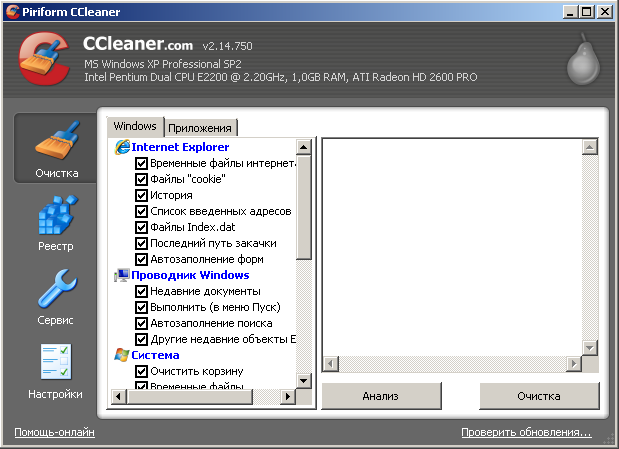 Piriform CCleaner
CCleaner.com v2.14.750
MS Windows XP Professional SP2
Intel Pentium Dual CPU E2200 @ 2.20GHz, 1,0GB RAM, ATI Radeon HD 2600 PRO
Очистка
Реестр
Сервис
Настройки
Windows
Приложения
Internet Explorer
Временные файлы интернет
Файлы "cookie"
История
Список введенных адресов
Файлы Index.dat
Последний путь закачки
Автозаполнение форм
Проводник Windows
Недавние документы
Выполнить (в меню Пуск)
Автозаполнение поиска
Другие недавние объекты E
Система
Очистить корзину
Временные файлы
Анализ
Очистка
Помощь-онлайн
Проверить обновления...